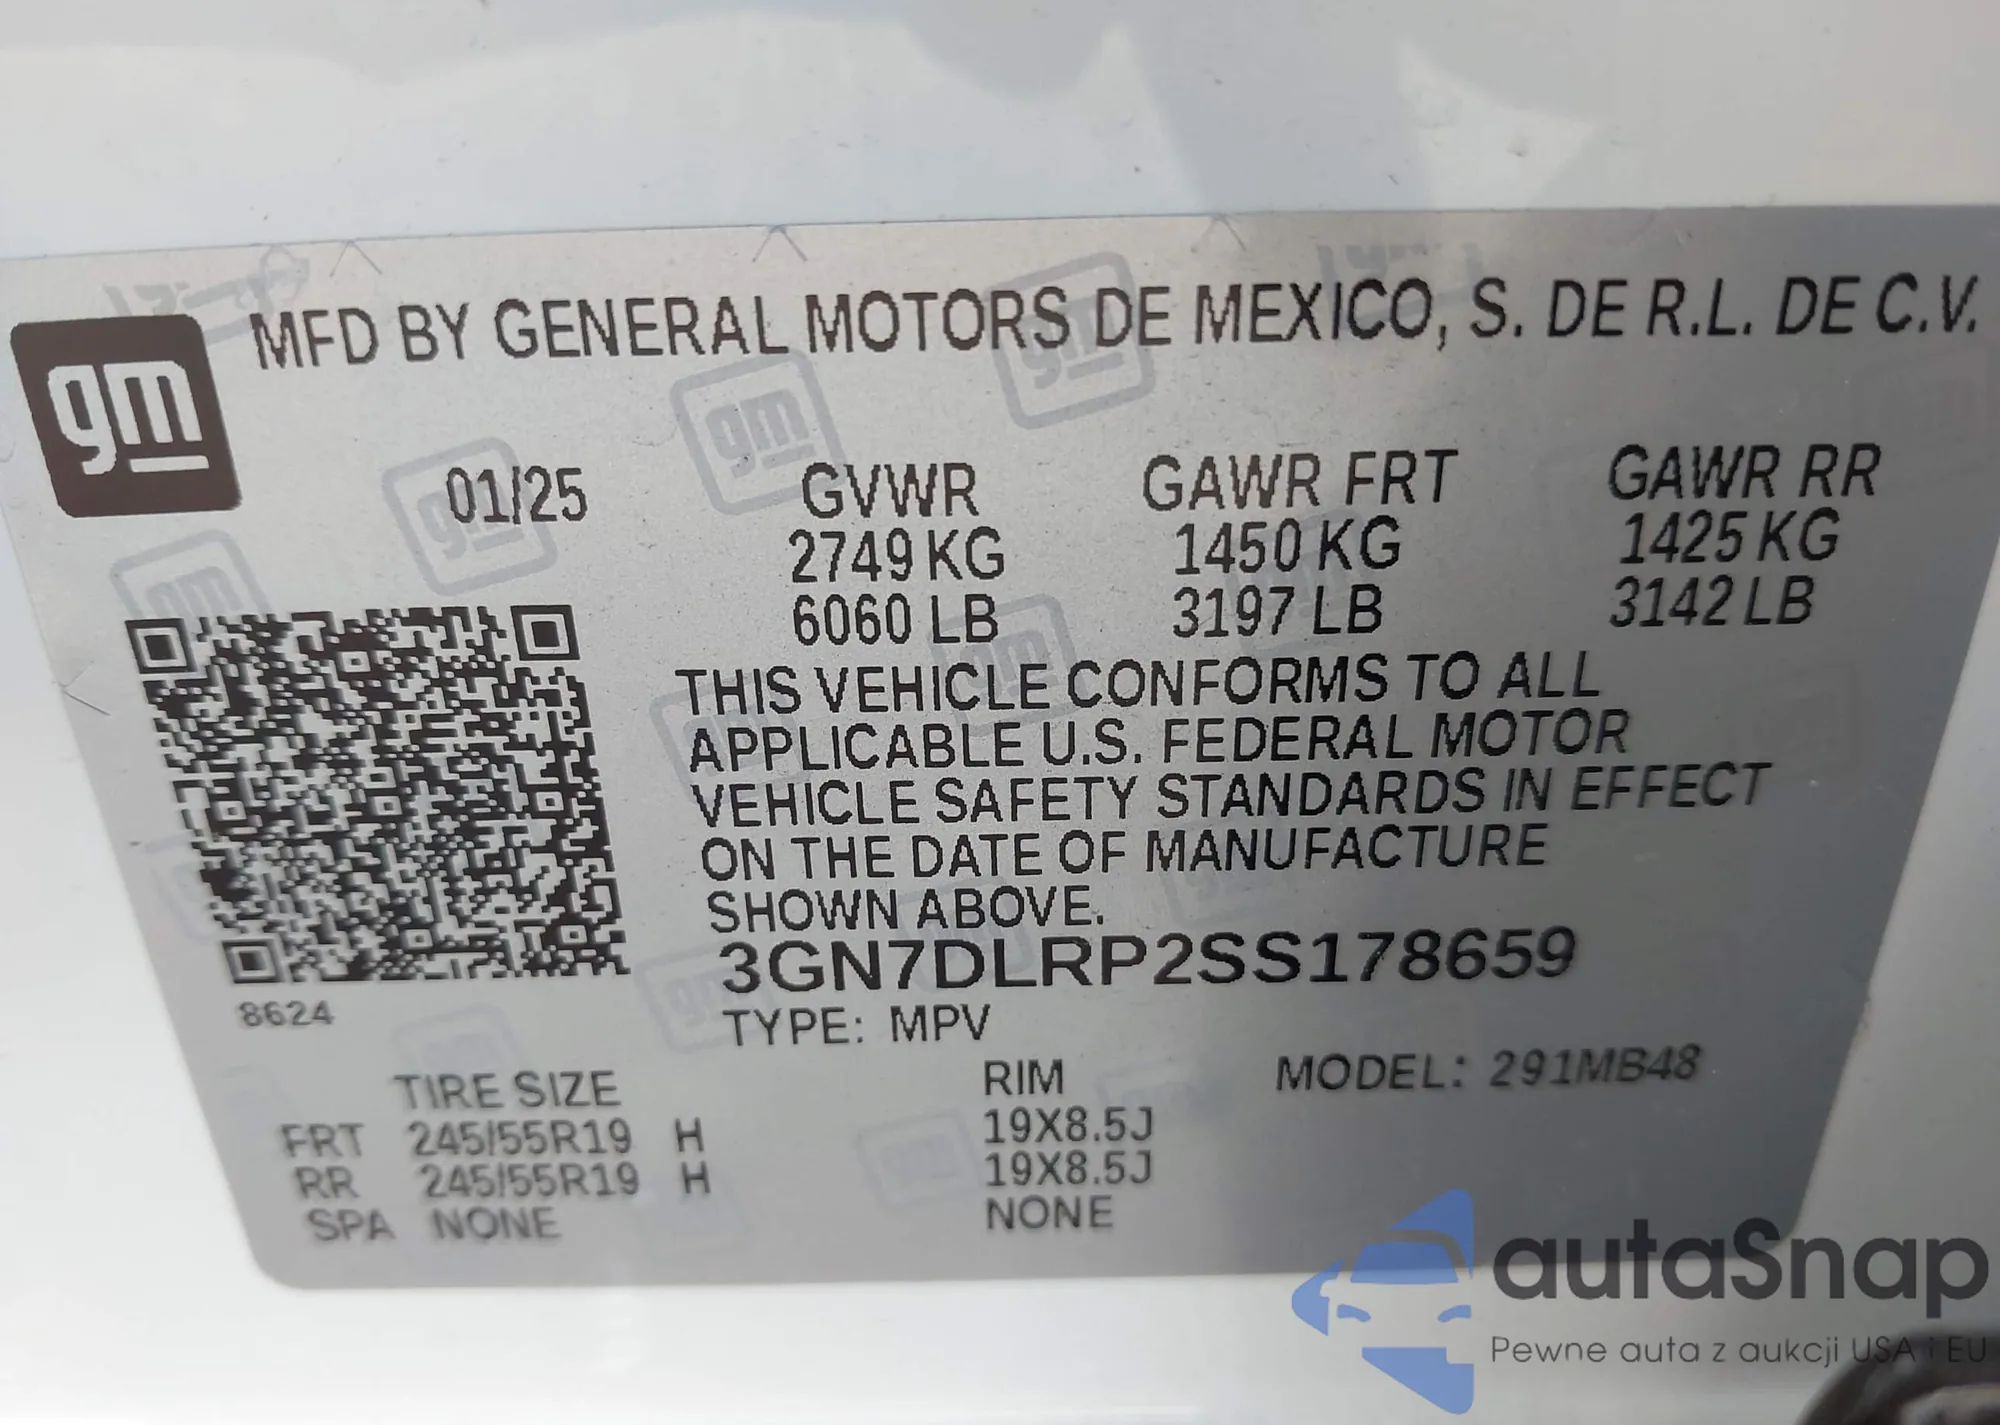 MFD BY GENERAL MOTORS DE MEXICO, S. DE R.L. DE C.V.
gm
01/25 GVWR GAWR FRT GAWR RR
2749 KG 1450 KG 1425 KG
6060 LB 3197 LB 3142 LB
THIS VEHICLE CONFORMS TO ALL
APPLICABLE U.S. FEDERAL MOTOR
VEHICLE SAFETY STANDARDS IN EFFECT
ON THE DATE OF MANUFACTURE
SHOWN ABOVE.
3GN7DLRP2SS178659
8624
TYPE: MPV
TIRE SIZE RIM MODEL: 291MB48
FRT 245/55R19 H 19X8.5J
RR 245/55R19 H 19X8.5J
SPA NONE NONE
autaSnap
Pewne auta z aukcji USA i EU